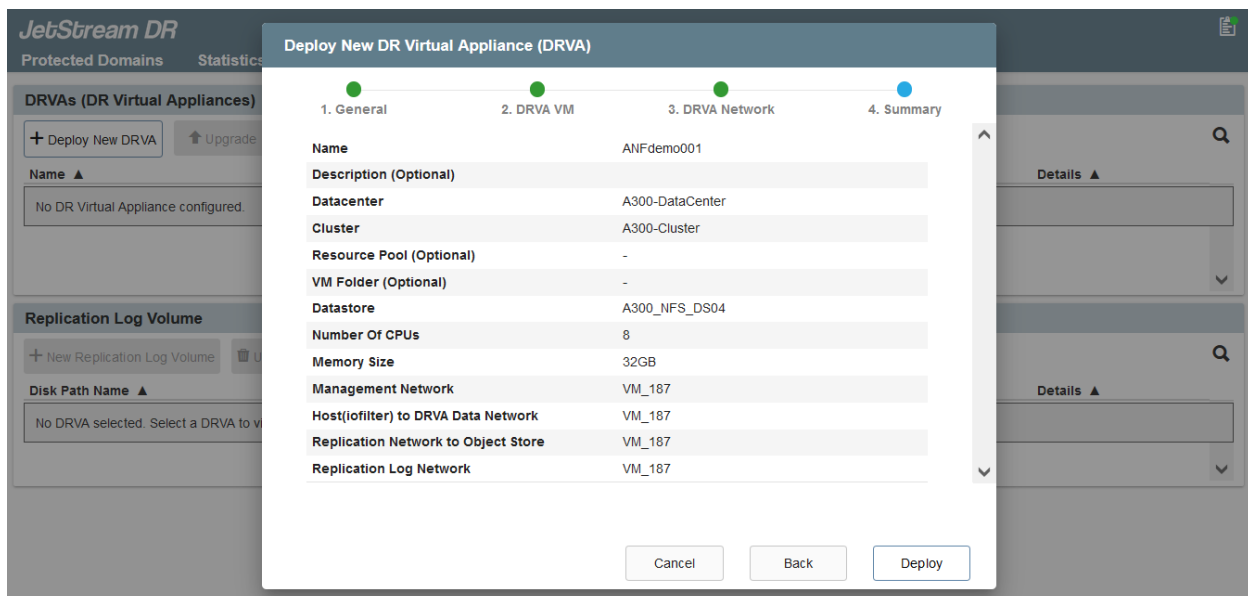 JetStream DR
Protected Domains Statistics
Deploy New DR Virtual Appliance (DRVA)
1. General 2. DRVA VM 3. DRVA Network 4. Summary
DRVAs (DR Virtual Appliances)
+ Deploy New DRVA Upgrade
Name ▲ Details ▲
No DR Virtual Appliance configured.
Replication Log Volume
+ New Replication Log Volume
Disk Path Name ▲ Details ▲
No DRVA selected. Select a DRVA to
Name ANFdemo001
Description (Optional)
Datacenter A300-DataCenter
Cluster A300-Cluster
Resource Pool (Optional) -
VM Folder (Optional) -
Datastore A300_NFS_DS04
Number Of CPUs 8
Memory Size 32GB
Management Network VM_187
Host(iofilter) to DRVA Data Network VM_187
Replication Network to Object Store VM_187
Replication Log Network VM_187
Cancel Back Deploy